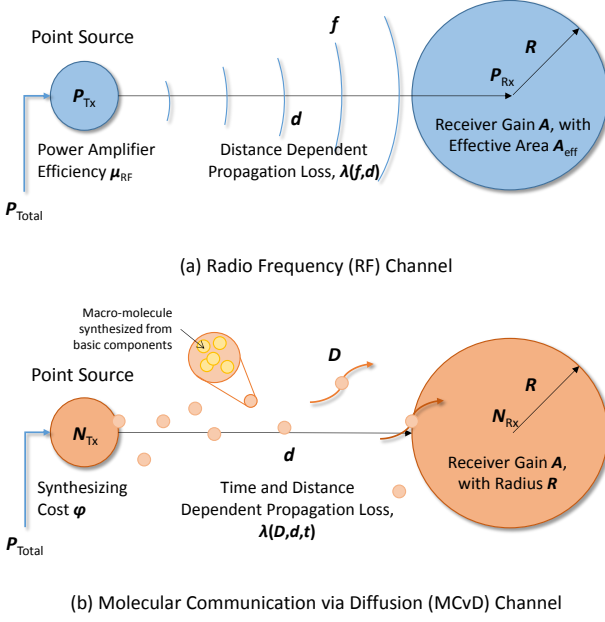 Point Source
f
R
P_Tx
P_Rx
d
Receiver Gain A, with
Effective Area A_eff
Power Amplifier
Efficiency μ_RF
Distance Dependent
Propagation Loss, λ(f,d)
P_Total
(a) Radio Frequency (RF) Channel
Macro-molecule
synthesized from
basic components
D
Point Source
R
N_Tx
N_Rx
d
Receiver Gain A,
with Radius R
Synthesizing
Cost φ
Time and Distance
Dependent Propagation Loss,
λ(D,d,t)
P_Total
(b) Molecular Communication via Diffusion (MCvD) Channel